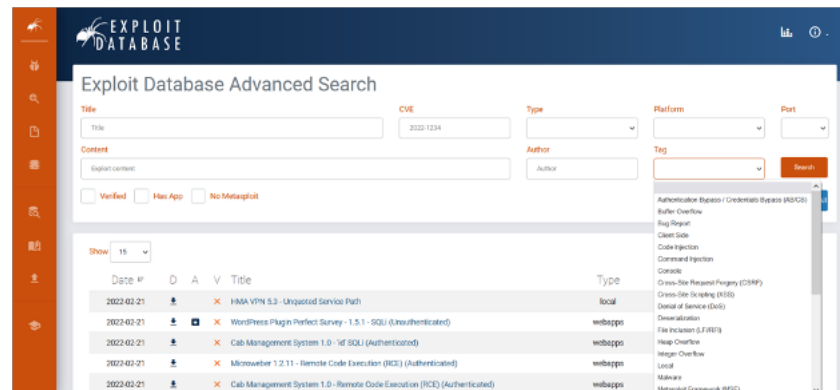 EXPLOIT
DATABASE
Exploit Database Advanced Search
Title CVE Type Platform Port
Title 2022-1234
Content Author Tag
Exploit content Author Search
Verified Has App No Metasploit
Authentication Bypass / Credentials Bypass (AB/CB)
Buffer Overflow
Bug Report
Client Side
Code Injection
Command Injection
Console
Cross-Site Request Forgery (CSRF)
Cross-Site Scripting (XSS)
Denial of Service (DoS)
Deserialization
File Inclusion (LFI/RFI)
Heap Overflow
Integer Overflow
Local
Malware
Metasploit Framework (MSF)
Show 15
Date D A V Title Type
2022-02-21 HMA VPN 5.3 - Unquoted Service Path local
2022-02-21 WordPress Plugin Perfect Survey - 1.5.1 - SQLi (Unauthenticated) webapps
2022-02-21 Cab Management System 1.0 - 'id' SQLi (Authenticated) webapps
2022-02-21 Microweber 1.2.11 - Remote Code Execution (RCE) (Authenticated) webapps
2022-02-21 Cab Management System 1.0 - Remote Code Execution (RCE) (Authenticated) webapps